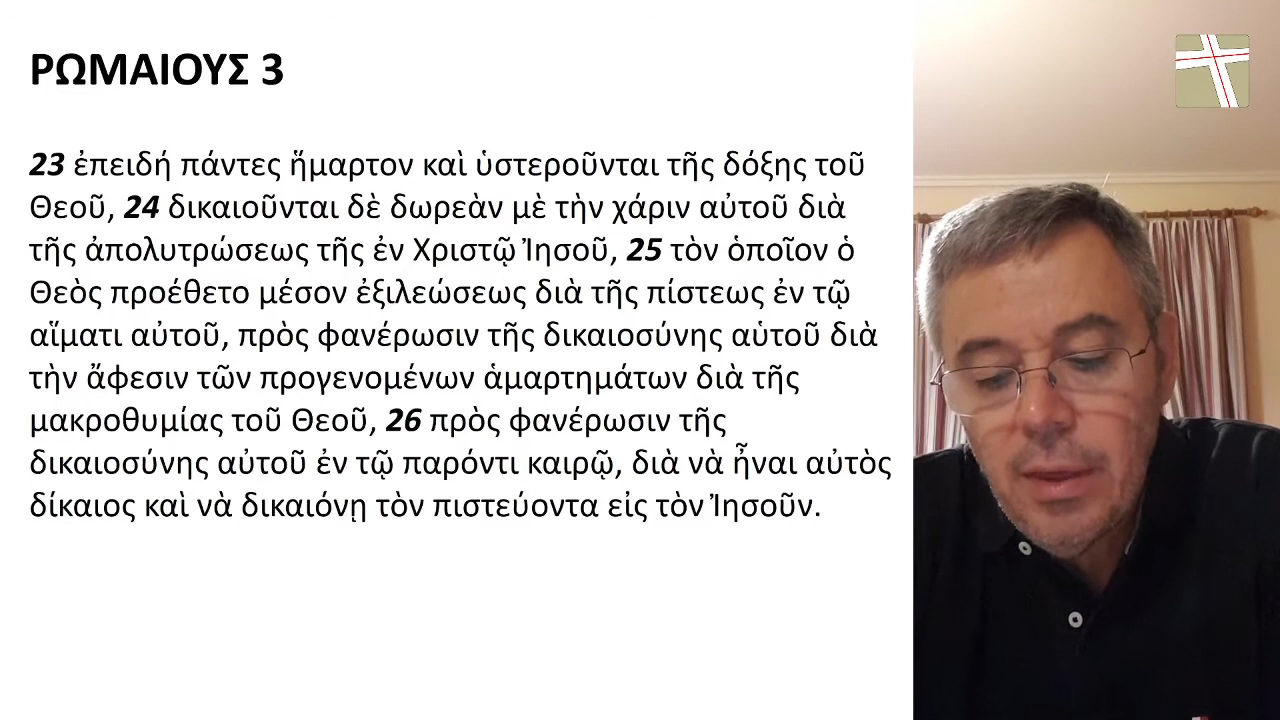 ΡΩΜΑΙΟΥΣ 3
23 ἐπειδή πάντες ἥμαρτον καὶ ὑστεροῦνται τῆς δόξης τοῦ
Θεοῦ, 24 δικαιοῦνται δὲ δωρεὰν μὲ τὴν χάριν αὐτοῦ διὰ
τῆς ἀπολυτρώσεως τῆς ἐν Χριστῷ Ἰησοῦ, 25 τὸν ὁποῖον ὁ
Θεὸς προέθετο μέσον ἐξιλεώσεως διὰ τῆς πίστεως ἐν τῷ
αἵματι αὐτοῦ, πρὸς φανέρωσιν τῆς δικαιοσύνης αὑτοῦ διὰ
τὴν ἄφεσιν τῶν προγενομένων ἁμαρτημάτων διὰ τῆς
μακροθυμίας τοῦ Θεοῦ, 26 πρὸς φανέρωσιν τῆς
δικαιοσύνης αὑτοῦ ἐν τῷ παρόντι καιρῷ, διὰ νὰ ἦναι αὐτὸς
δίκαιος καὶ νὰ δικαιόνῃ τὸν πιστεύοντα εἰς τὸν Ἰησοῦν.